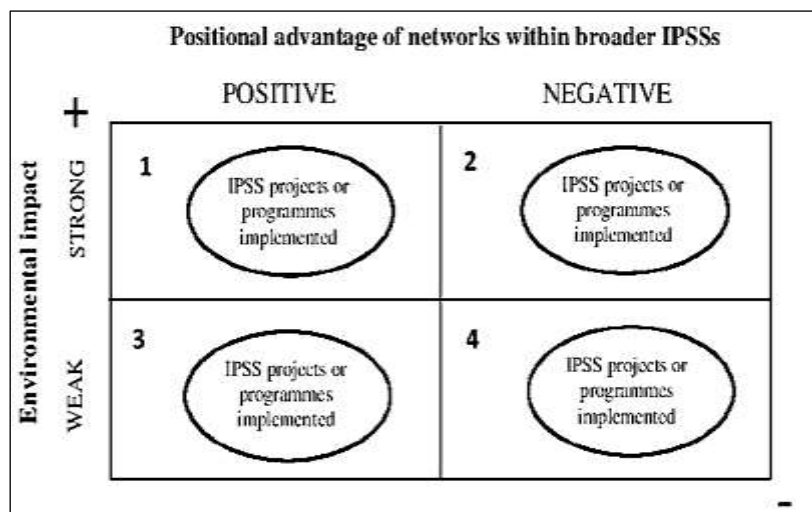 Positional advantage of networks within broader IPSSs
POSITIVE NEGATIVE
+
Environmental impact
STRONG
WEAK
1
IPSS projects or
programmes
implemented
2
IPSS projects or
programmes
implemented
3
IPSS projects or
programmes
implemented
4
IPSS projects or
programmes
implemented
-